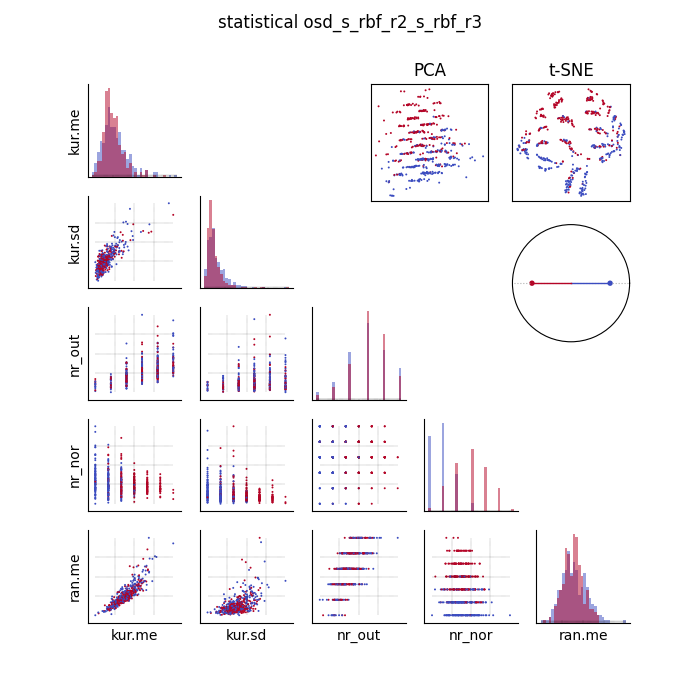 statistical osd_s_rbf_r2_s_rbf_r3
PCA
t-SNE
kur.me
kur.sd
nr_out
nr_nor
ran.me
kur.me
kur.sd
nr_out
nr_nor
ran.me